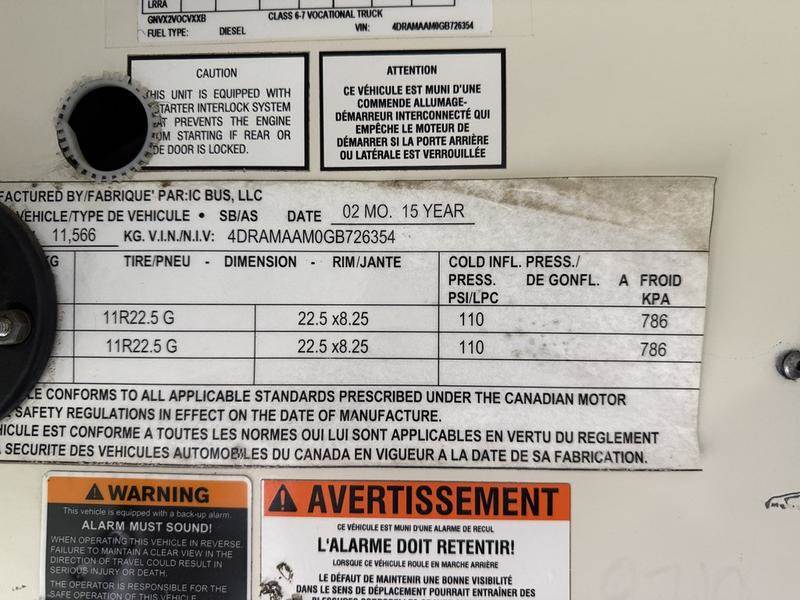 LRRA
GNVX2VOCVXXB CLASS 6-7 VOCATIONAL TRUCK
FUEL TYPE: DIESEL VIN: 4DRAMAAM0GB726354
CAUTION
THIS UNIT IS EQUIPPED WITH
STARTER INTERLOCK SYSTEM
AT PREVENTS THE ENGINE
OM STARTING IF REAR OR
DE DOOR IS LOCKED.
ATTENTION
CE VÉHICULE EST MUNI D'UNE
COMMENDE ALLUMAGE-
DÉMARREUR INTERCONNECTÉ QUI
EMPÊCHE LE MOTEUR DE
DÉMARRER SI LA PORTE ARRIÈRE
OU LATÉRALE EST VERROUILLÉE
FACTURED BY/FABRIQUE' PAR:IC BUS, LLC
VEHICLE/TYPE DE VEHICULE • SB/AS DATE 02 MO. 15 YEAR
11,566 KG. V.I.N./N.I.V: 4DRAMAAM0GB726354
KG TIRE/PNEU - DIMENSION - RIM/JANTE COLD INFL. PRESS./
PRESS. DE GONFL. A FROID
PSI/LPC KPA
11R22.5 G 22.5 x8.25 110 786
11R22.5 G 22.5 x8.25 110 786
LE CONFORMS TO ALL APPLICABLE STANDARDS PRESCRIBED UNDER THE CANADIAN MOTOR
SAFETY REGULATIONS IN EFFECT ON THE DATE OF MANUFACTURE.
HICULE EST CONFORME A TOUTES LES NORMES OUI LUI SONT APPLICABLES EN VERTU DU REGLEMENT
SECURITE DES VEHICULES AUTOMOBILES DU CANADA EN VIGUEUR A LA DATE DE SA FABRICATION.
WARNING
This vehicle is equipped with a back-up alarm.
ALARM MUST SOUND!
WHEN OPERATING THIS VEHICLE IN REVERSE.
FAILURE TO MAINTAIN A CLEAR VIEW IN THE
DIRECTION OF TRAVEL COULD RESULT IN
SERIOUS INJURY OR DEATH.
THE OPERATOR IS RESPONSIBLE FOR THE
SAFE OPERATION OF THIS VEHICLE.
AVERTISSEMENT
CE VÉHICULE EST MUNI D'UNE ALARME DE RECUL
L'ALARME DOIT RETENTIR!
LORSQUE CE VÉHICULE ROULE EN MARCHE ARRIÈRE
LE DÉFAUT DE MAINTENIR UNE BONNE VISIBILITÉ
DANS LE SENS DE DÉPLACEMENT POURRAIT ENTRAÎNER DES